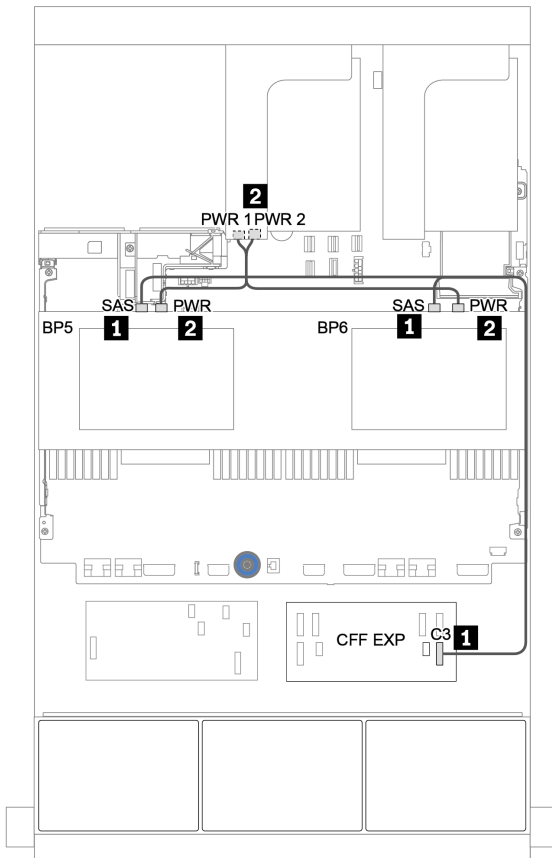 2
PWR 1 PWR 2
SAS PWR SAS PWR
BP5 1 2 BP6 1 2
CFF EXP C3 1